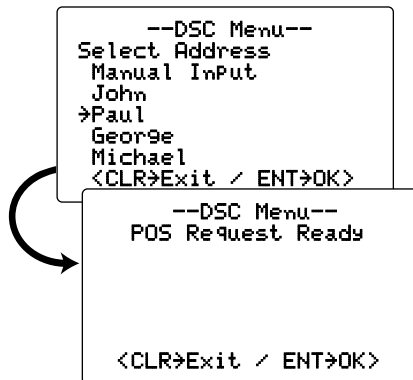 --DSC Menu--
Select Address
Manual InPut
John
→Paul
George
Michael
<CLR→Exit / ENT→OK>
--DSC Menu--
POS Request Ready
<CLR→Exit / ENT→OK>